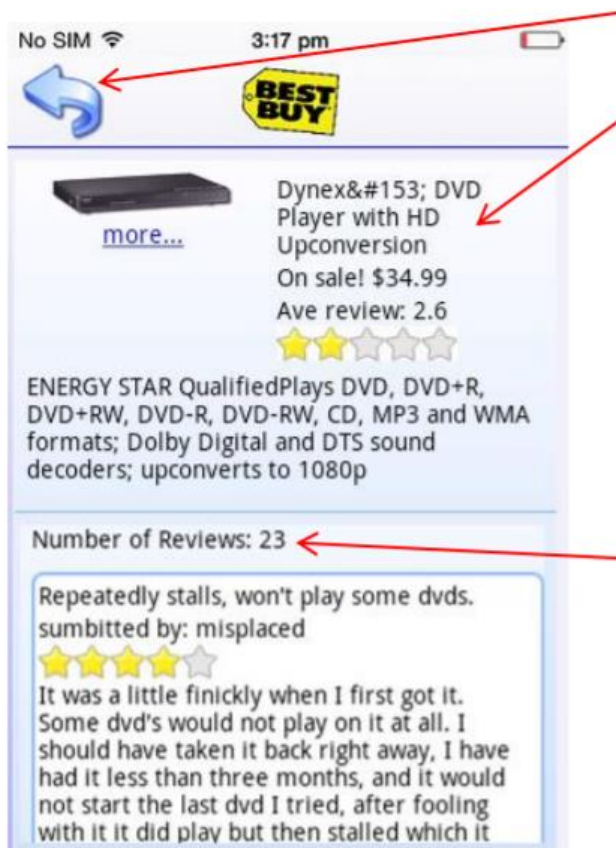 No SIM 3:17 pm
BEST
BUY
more...
Dynex&#153; DVD
Player with HD
Upconversion
On sale! $34.99
Ave review: 2.6
ENERGY STAR QualifiedPlays DVD, DVD+R,
DVD+RW, DVD-R, DVD-RW, CD, MP3 and WMA
formats; Dolby Digital and DTS sound
decoders; upconverts to 1080p
Number of Reviews: 23
Repeatedly stalls, won't play some dvds.
sumbitted by: misplaced
It was a little finickly when I first got it.
Some dvd's would not play on it at all. I
should have taken it back right away, I have
had it less than three months, and it would
not start the last dvd I tried, after fooling
with it it did play but then stalled which it